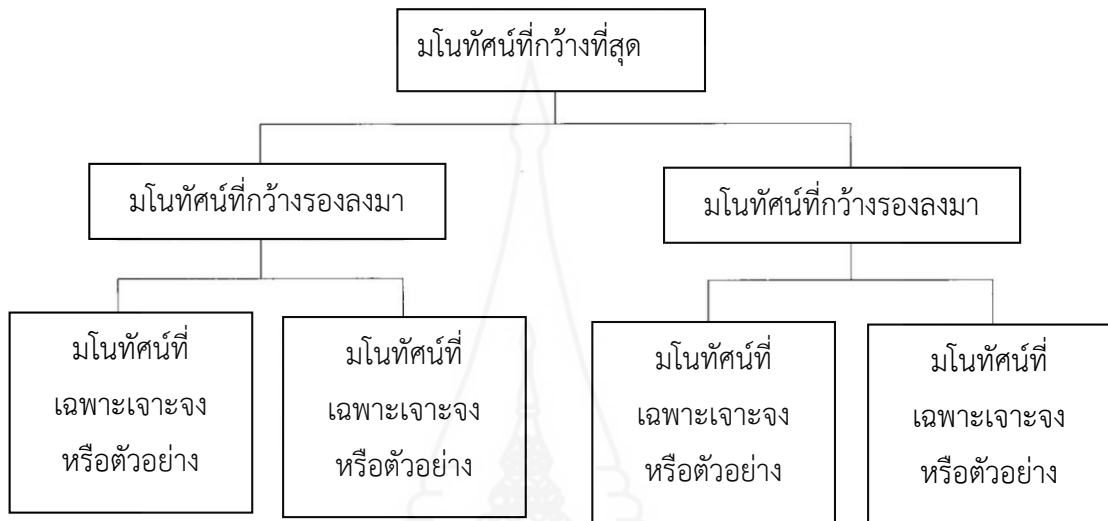 มโนทัศน์ที่กว้างที่สุด
มโนทัศน์ที่กว้างรองลงมา
มโนทัศน์ที่กว้างรองลงมา
มโนทัศน์ที่
เฉพาะเจาะจง
หรือตัวอย่าง
มโนทัศน์ที่
เฉพาะเจาะจง
หรือตัวอย่าง
มโนทัศน์ที่
เฉพาะเจาะจง
หรือตัวอย่าง
มโนทัศน์ที่
เฉพาะเจาะจง
หรือตัวอย่าง